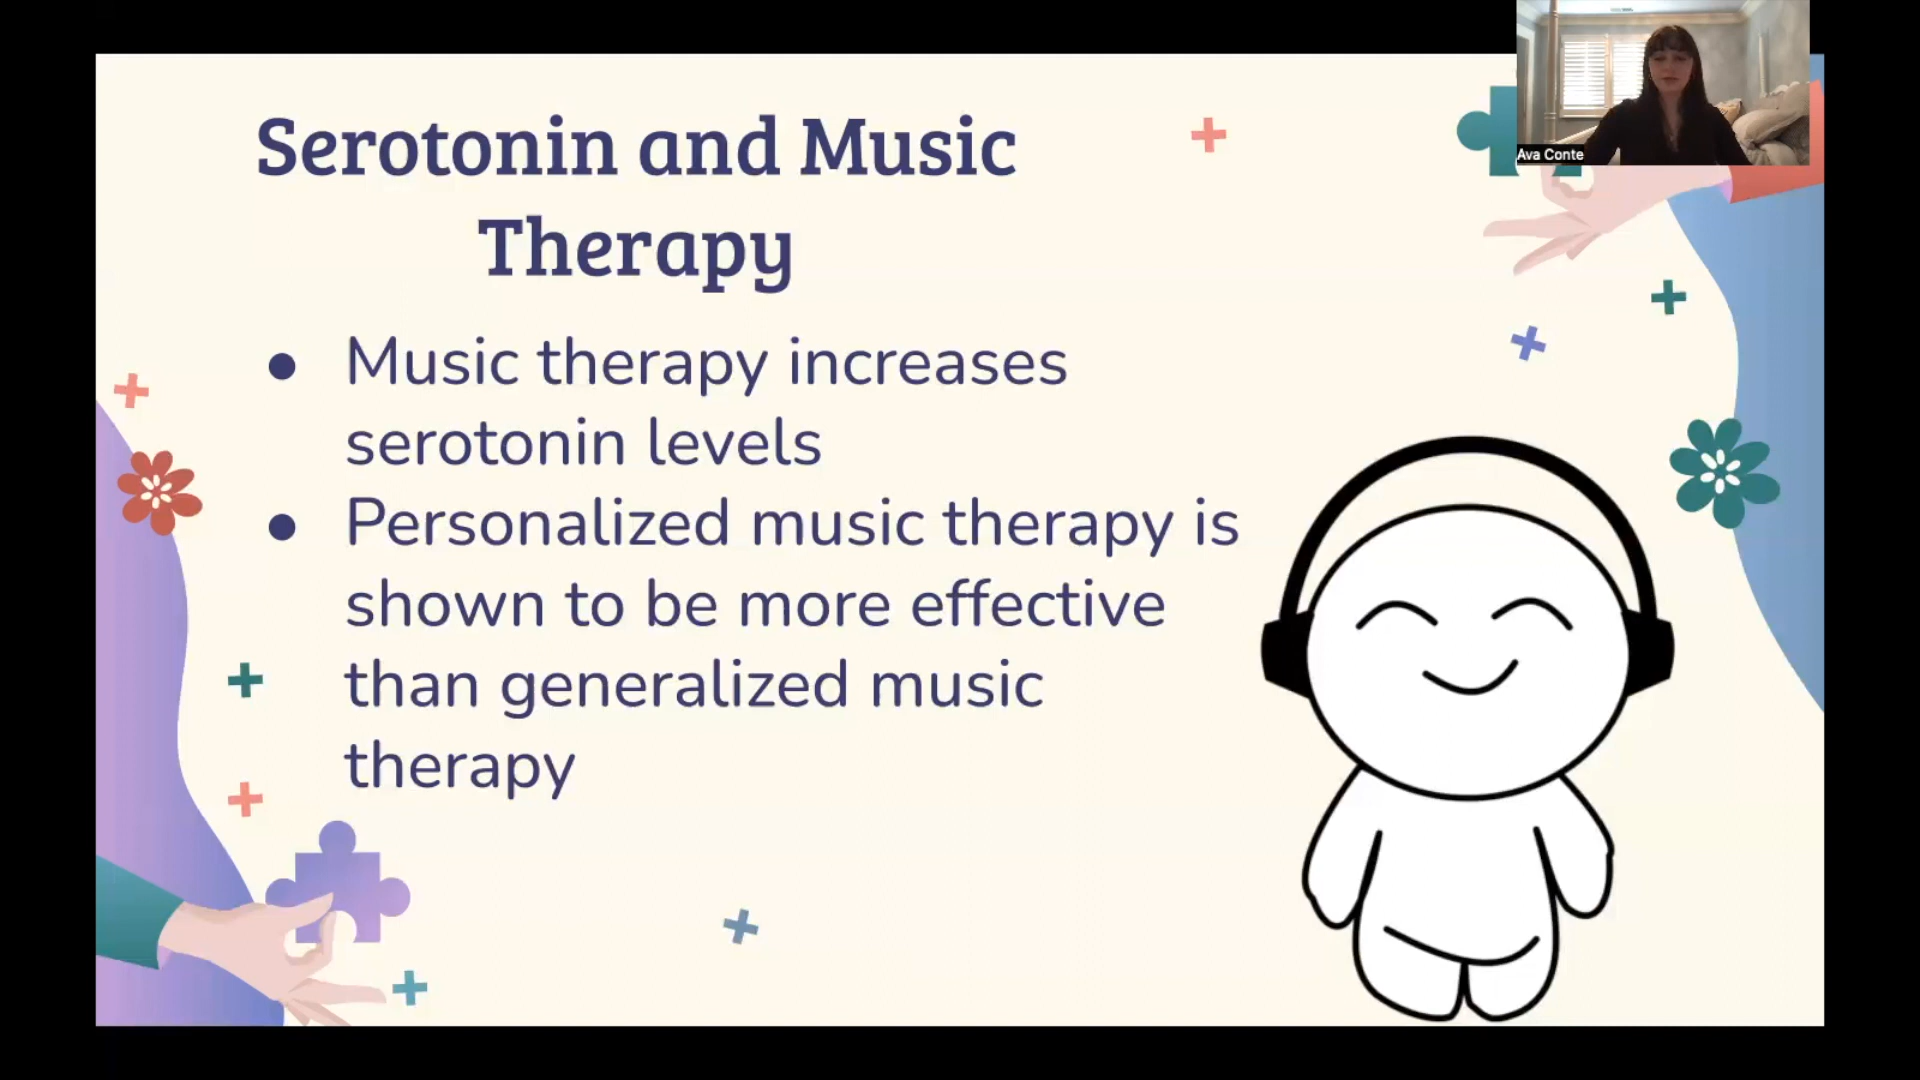 Serotonin and Music
Therapy
Ava Conte
● Music therapy increases
serotonin levels
● Personalized music therapy is
shown to be more effective
than generalized music
therapy